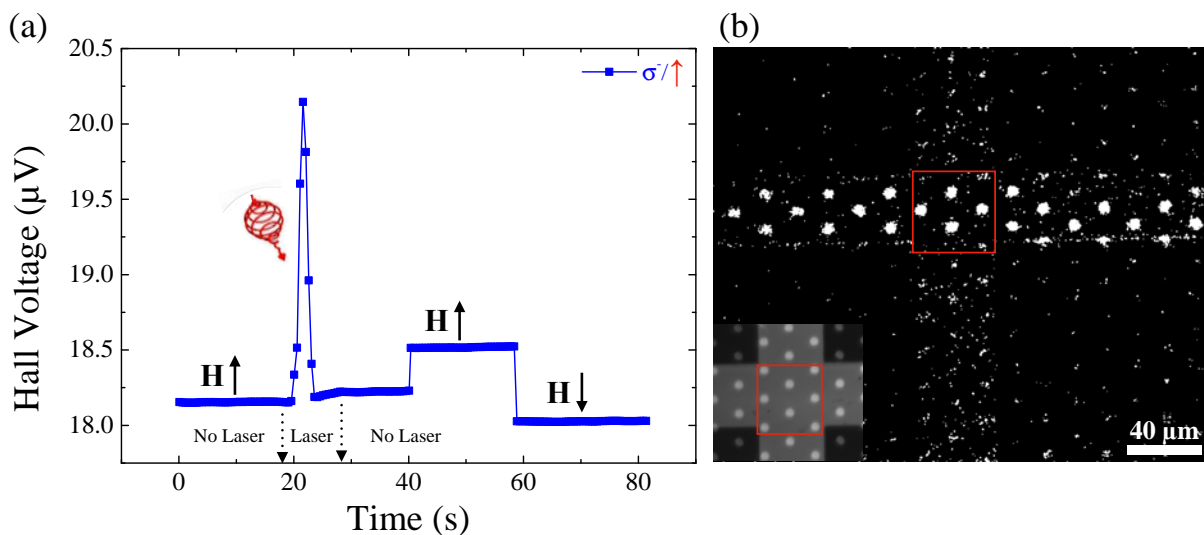 (a)
20.5
20.0
19.5
19.0
18.5
18.0
Hall Voltage (µV)
σ⁻/↑
H
H
H
No Laser
Laser
No Laser
0
20
40
60
80
Time (s)
(b)
40 µm